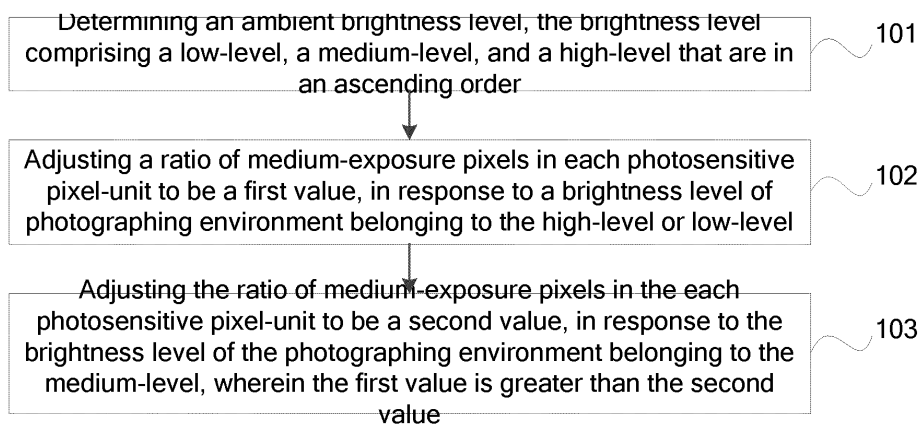 Determining an ambient brightness level, the brightness level
comprising a low-level, a medium-level, and a high-level that are in
an ascending order
101
Adjusting a ratio of medium-exposure pixels in each photosensitive
pixel-unit to be a first value, in response to a brightness level of
photographing environment belonging to the high-level or low-level
102
Adjusting the ratio of medium-exposure pixels in the each
photosensitive pixel-unit to be a second value, in response to the
brightness level of the photographing environment belonging to the
medium-level, wherein the first value is greater than the second
value
103